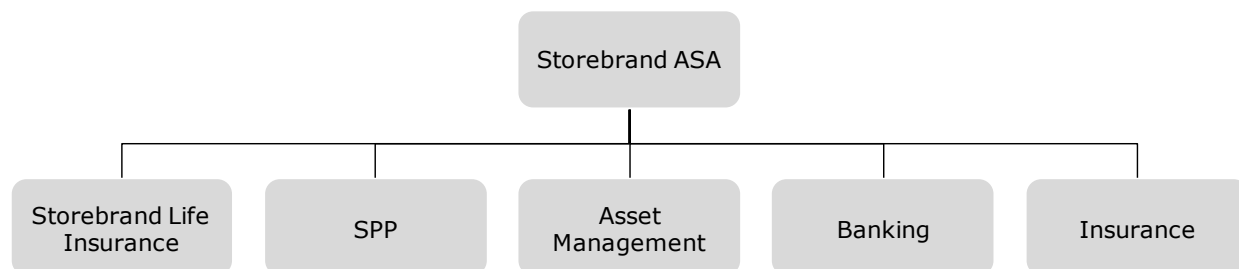 Storebrand ASA
Storebrand Life
Insurance
SPP
Asset
Management
Banking
Insurance